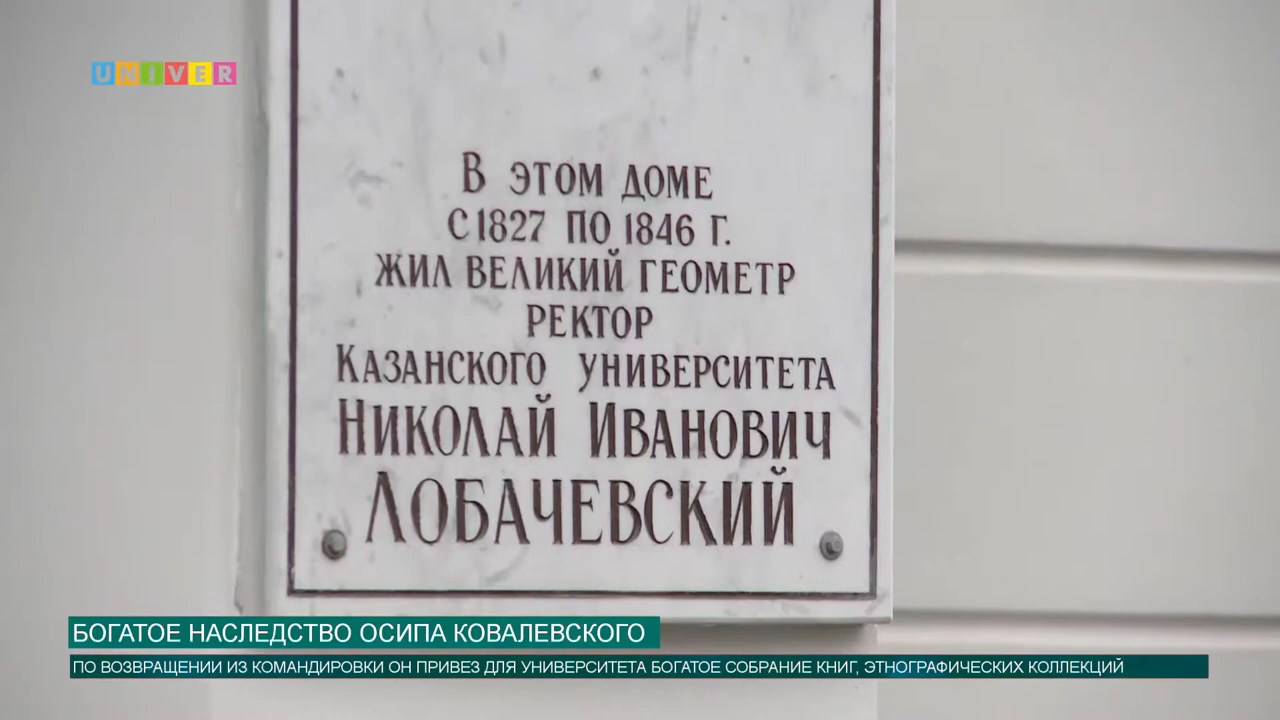 UNIVER
В ЭТОМ ДОМЕ
С 1827 ПО 1846 Г.
ЖИЛ ВЕЛИКИЙ ГЕОМЕТР
РЕКТОР
КАЗАНСКОГО УНИВЕРСИТЕТА
НИКОЛАЙ ИВАНОВИЧ
ЛОБАЧЕВСКИЙ
БОГАТОЕ НАСЛЕДСТВО ОСИПА КОВАЛЕВСКОГО
ПО ВОЗВРАЩЕНИИ ИЗ КОМАНДИРОВКИ ОН ПРИВЕЗ ДЛЯ УНИВЕРСИТЕТА БОГАТОЕ СОБРАНИЕ КНИГ, ЭТНОГРАФИЧЕСКИХ КОЛЛЕКЦИЙ